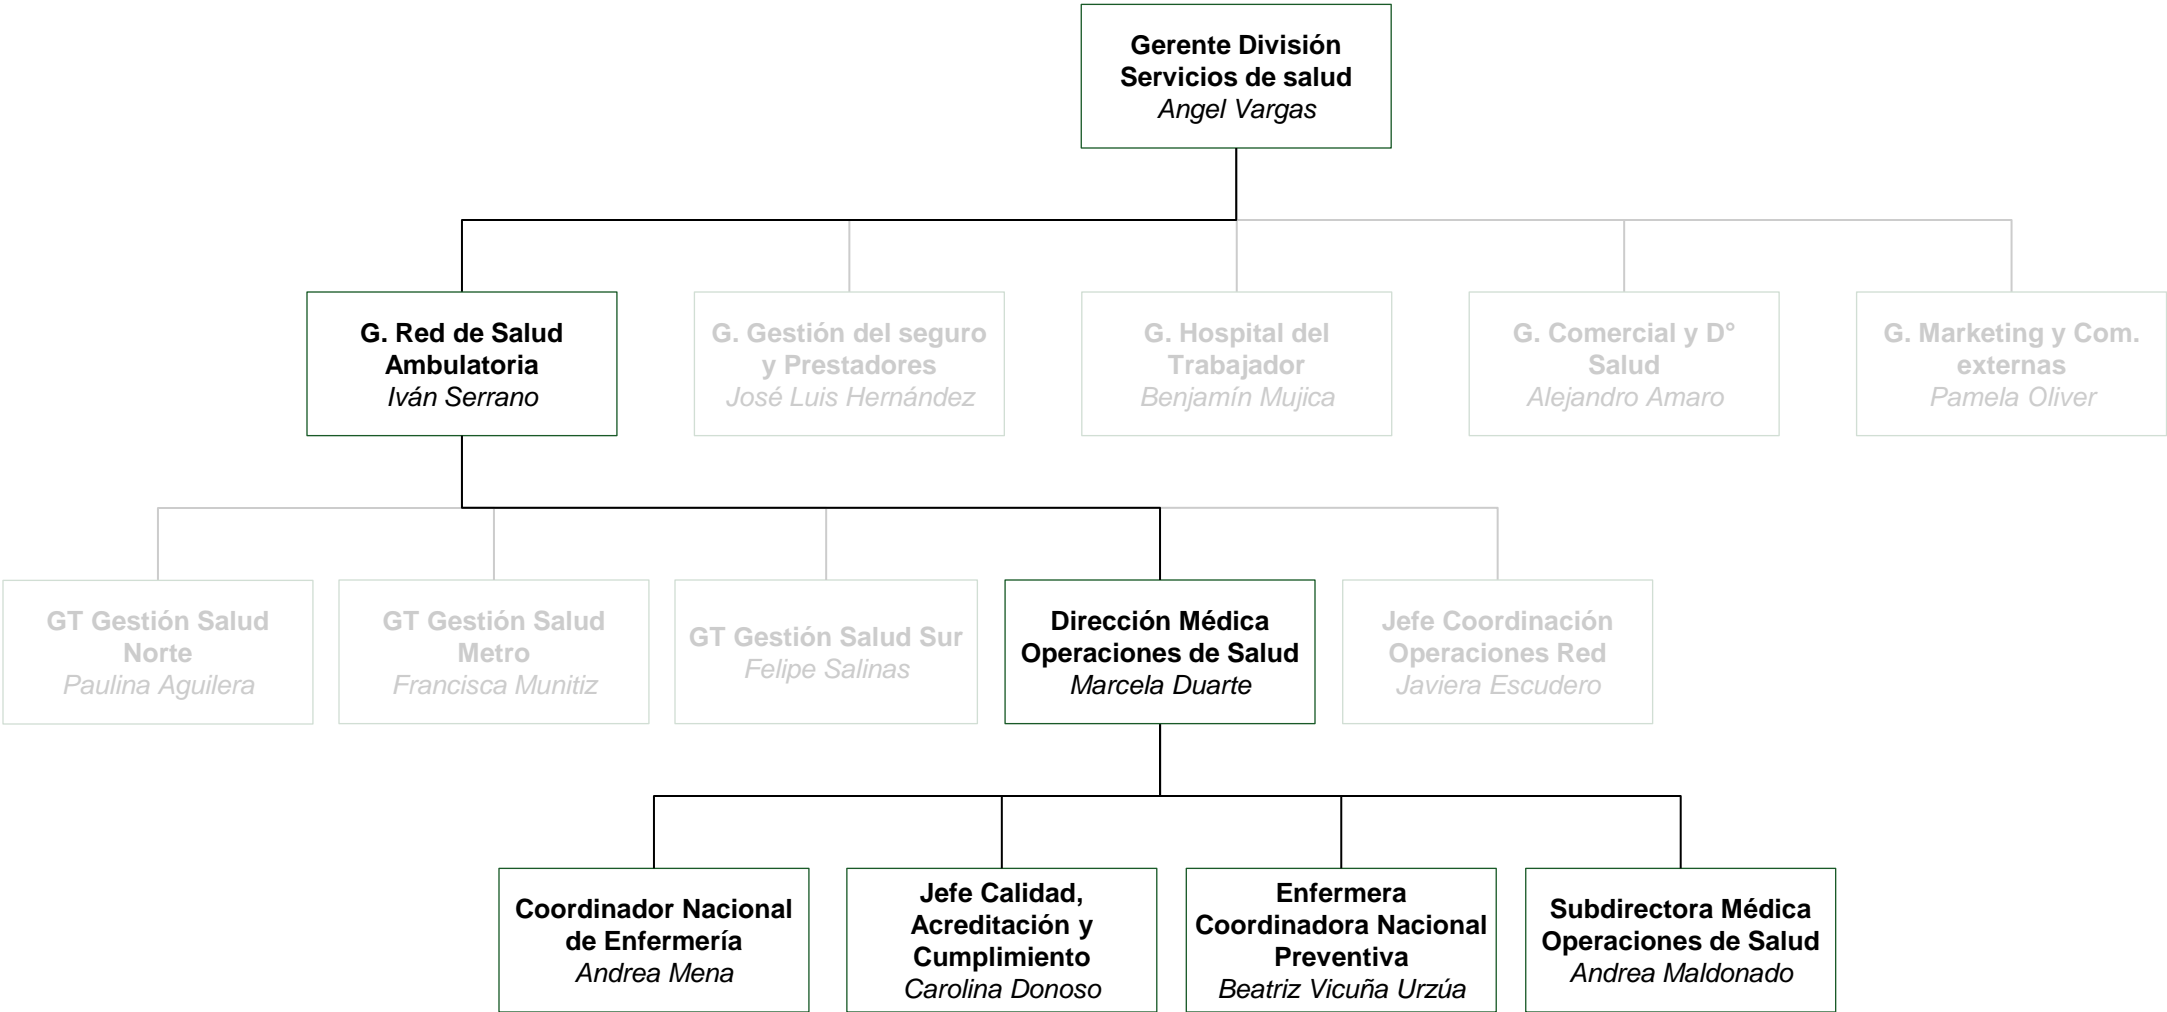 Gerente División
Servicios de salud
Angel Vargas
G. Red de Salud
Ambulatoria
Iván Serrano
G. Gestión del seguro
y Prestadores
José Luis Hernández
G. Hospital del
Trabajador
Benjamín Mujica
G. Comercial y D°
Salud
Alejandro Amaro
G. Marketing y Com.
externas
Pamela Oliver
GT Gestión Salud
Norte
Paulina Aguilera
GT Gestión Salud
Metro
Francisca Munitiz
GT Gestión Salud Sur
Felipe Salinas
Dirección Médica
Operaciones de Salud
Marcela Duarte
Jefe Coordinación
Operaciones Red
Javiera Escudero
Coordinador Nacional
de Enfermería
Andrea Mena
Jefe Calidad,
Acreditación y
Cumplimiento
Carolina Donoso
Enfermera
Coordinadora Nacional
Preventiva
Beatriz Vicuña Urzúa
Subdirectora Médica
Operaciones de Salud
Andrea Maldonado